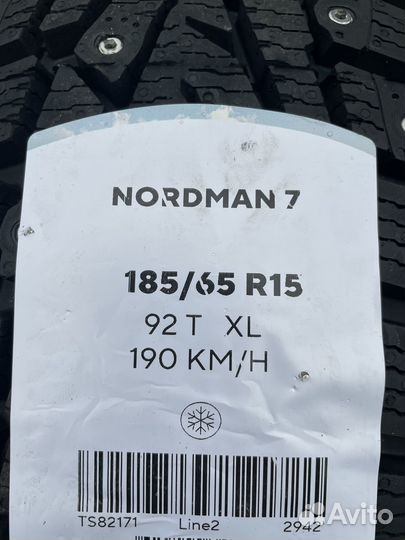 NORDMAN 7
185/65 R15
92 T XL
190 KM/H
TS82171 Line2 2942
Avito